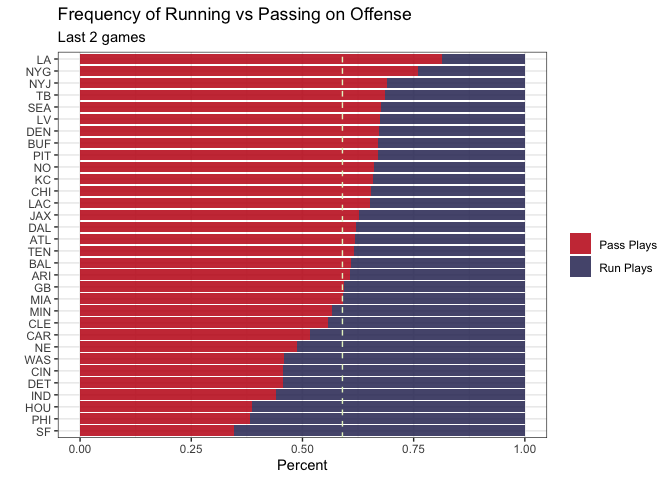 Frequency of Running vs Passing on Offense
Last 2 games
LA
NYG
NYJ
TB
SEA
LV
DEN
BUF
PIT
NO
KC
CHI
LAC
JAX
DAL
ATL
TEN
BAL
ARI
GB
MIA
MIN
CLE
CAR
NE
WAS
CIN
DET
IND
HOU
PHI
SF
0.00 0.25 0.50 0.75 1.00
Percent
Pass Plays
Run Plays